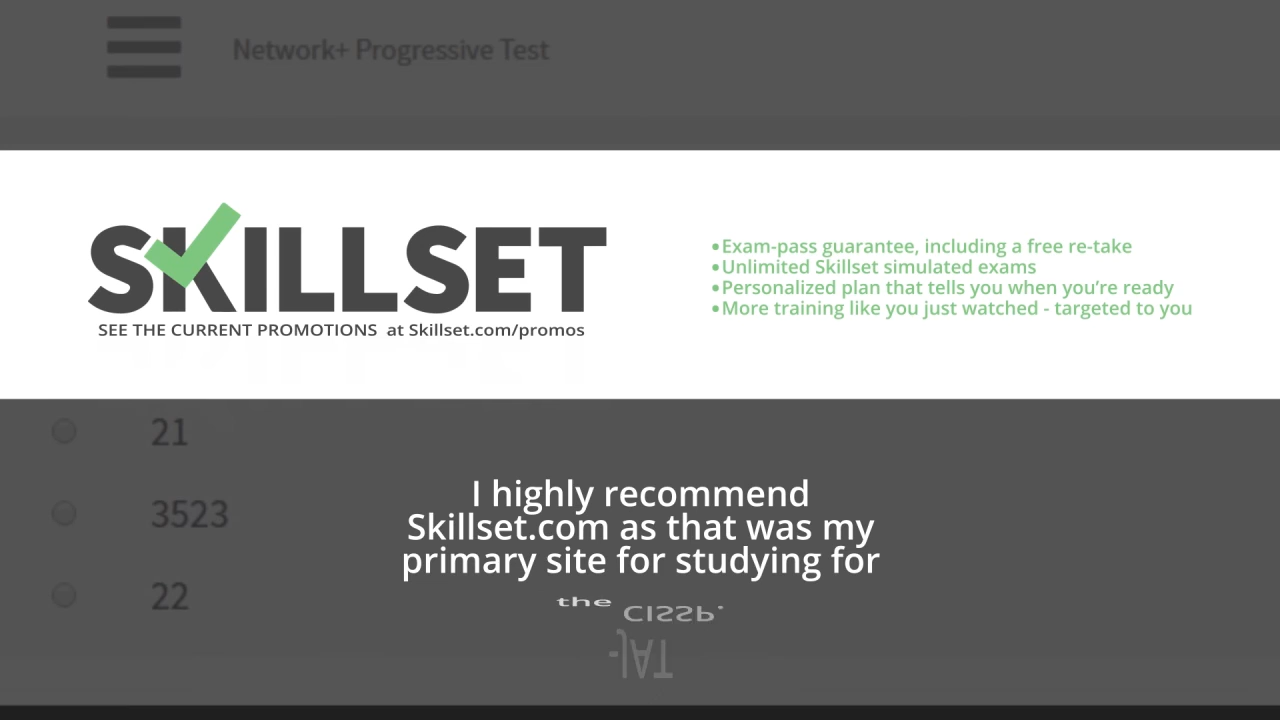 Network+ Progressive Test
SKILLSET
SEE THE CURRENT PROMOTIONS at Skillset.com/promos
•Exam-pass guarantee, including a free re-take
•Unlimited Skillset simulated exams
•Personalized plan that tells you when you’re ready
•More training like you just watched - targeted to you
21
3523
22
I highly recommend
Skillset.com as that was my
primary site for studying for
the CISSP.
-TAJ